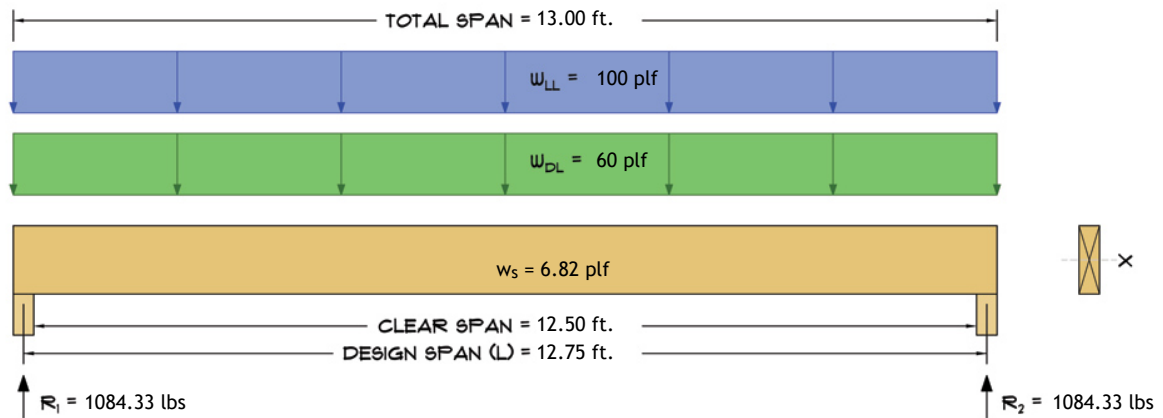 TOTAL SPAN = 13.00 ft.
WLL = 100 plf
WDL = 60 plf
ws = 6.82 plf
X
CLEAR SPAN = 12.50 ft.
DESIGN SPAN (L) = 12.75 ft.
R1 = 1084.33 lbs
R2 = 1084.33 lbs